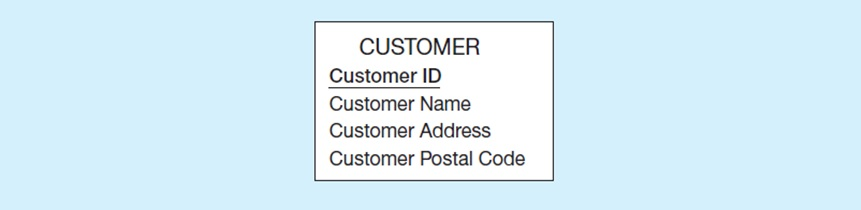 CUSTOMER
Customer ID
Customer Name
Customer Address
Customer Postal Code